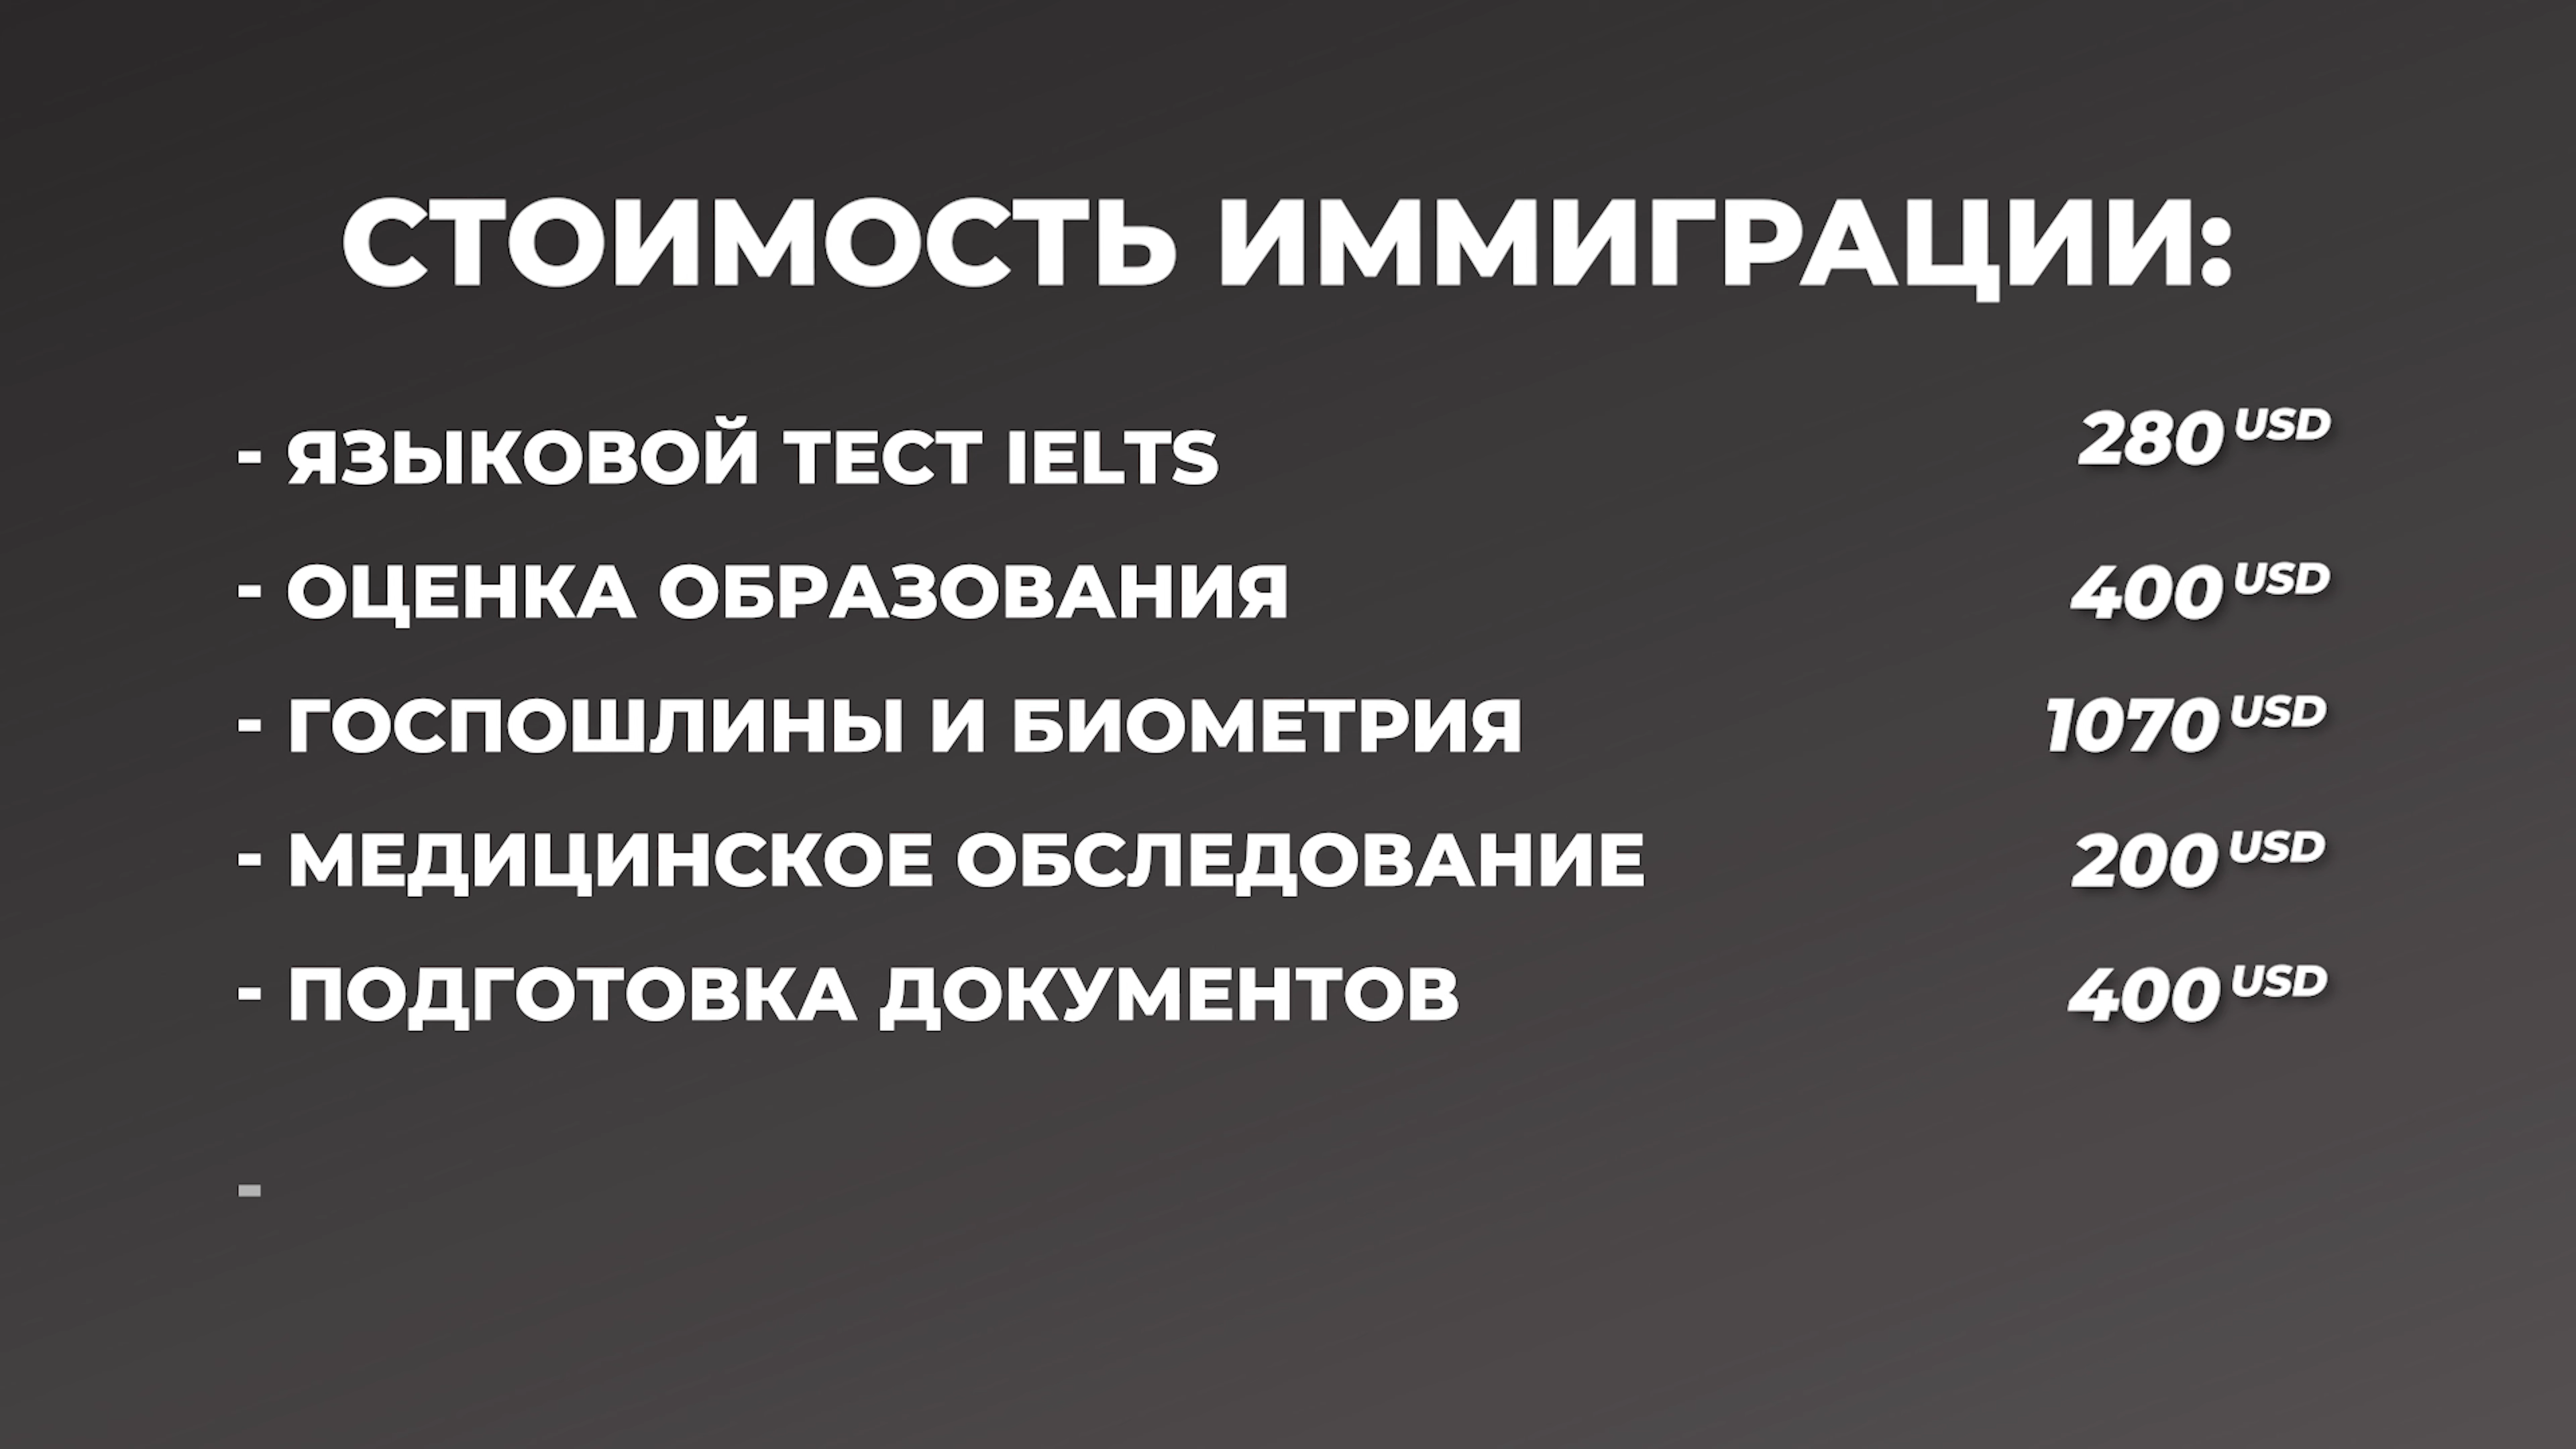 СТОИМОСТЬ ИММИГРАЦИИ:
- ЯЗЫКОВОЙ ТЕСТ IELTS 280 USD
- ОЦЕНКА ОБРАЗОВАНИЯ 400 USD
- ГОСПОШЛИНЫ И БИОМЕТРИЯ 1070 USD
- МЕДИЦИНСКОЕ ОБСЛЕДОВАНИЕ 200 USD
- ПОДГОТОВКА ДОКУМЕНТОВ 400 USD
-